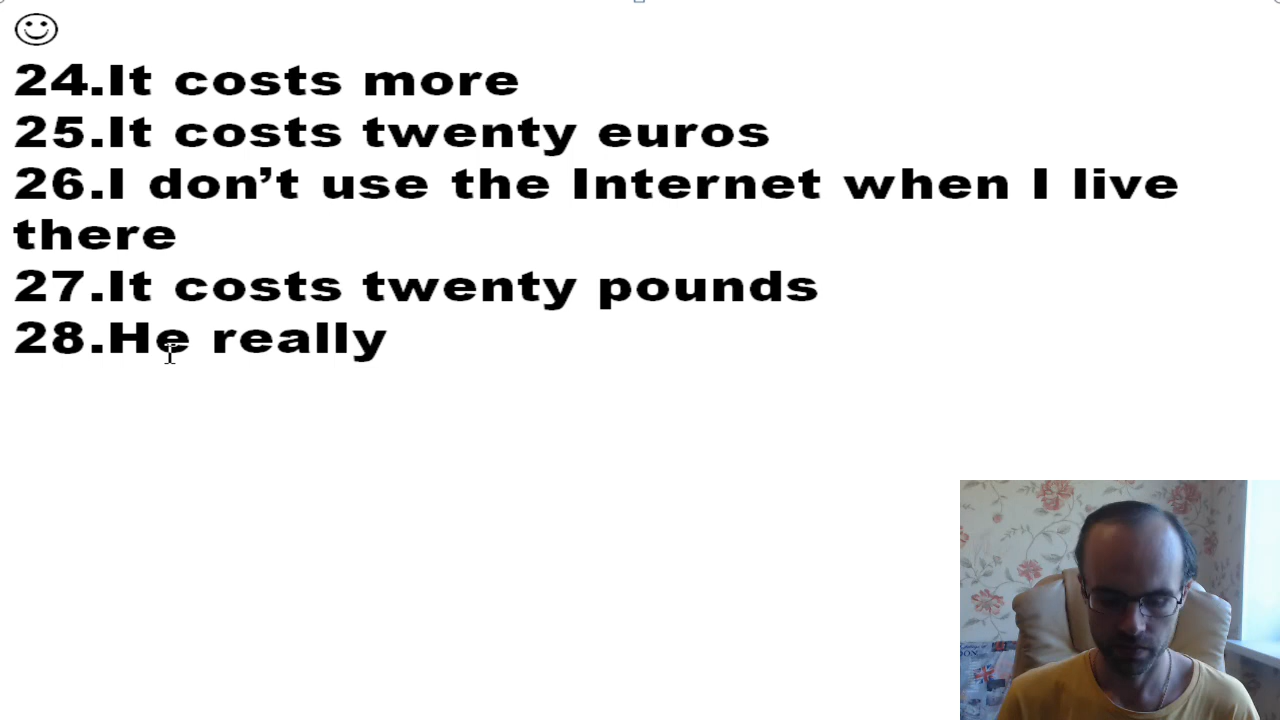 24.It costs more
25.It costs twenty euros
26.I don’t use the Internet when I live
there
27.It costs twenty pounds
28.He really